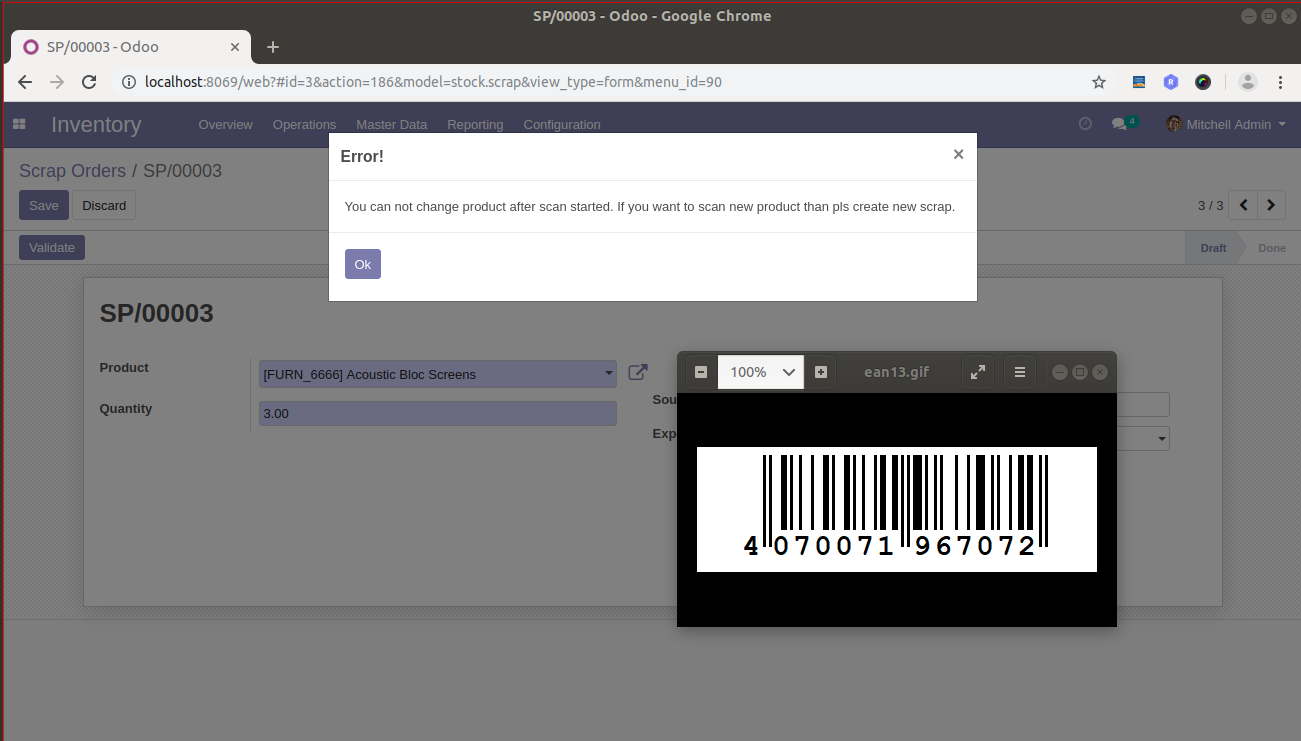 SP/00003 - Odoo - Google Chrome
SP/00003 - Odoo
localhost:8069/web?#id=3&action=186&model=stock.scrap&view_type=form&menu_id=90
R
Inventory Overview Operations Master Data Reporting Configuration 4 Mitchell Admin
Error!
Scrap Orders / SP/00003
Save Discard
You can not change product after scan started. If you want to scan new product than pls create new scrap.
3 / 3
Validate
Draft Done
Ok
SP/00003
Product
[FURN_6666] Acoustic Bloc Screens
Quantity
3.00
Sou
Exp
100% ean13.gif
4 070071 967072